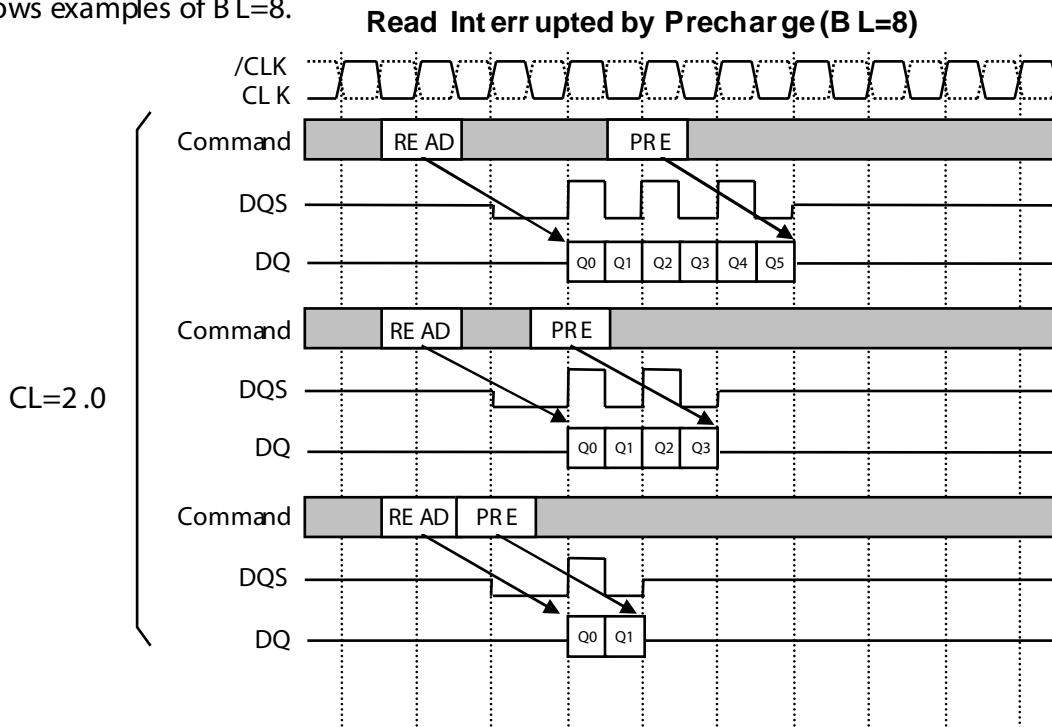 ows examples of BL=8.
Read Interrupted by Precharge (BL=8)
/CLK
CLK
Command READ PRE
DQS
DQ Q0 Q1 Q2 Q3 Q4 Q5
Command READ PRE
CL=2.0
DQS
DQ Q0 Q1 Q2 Q3
Command READ PRE
DQS
DQ Q0 Q1